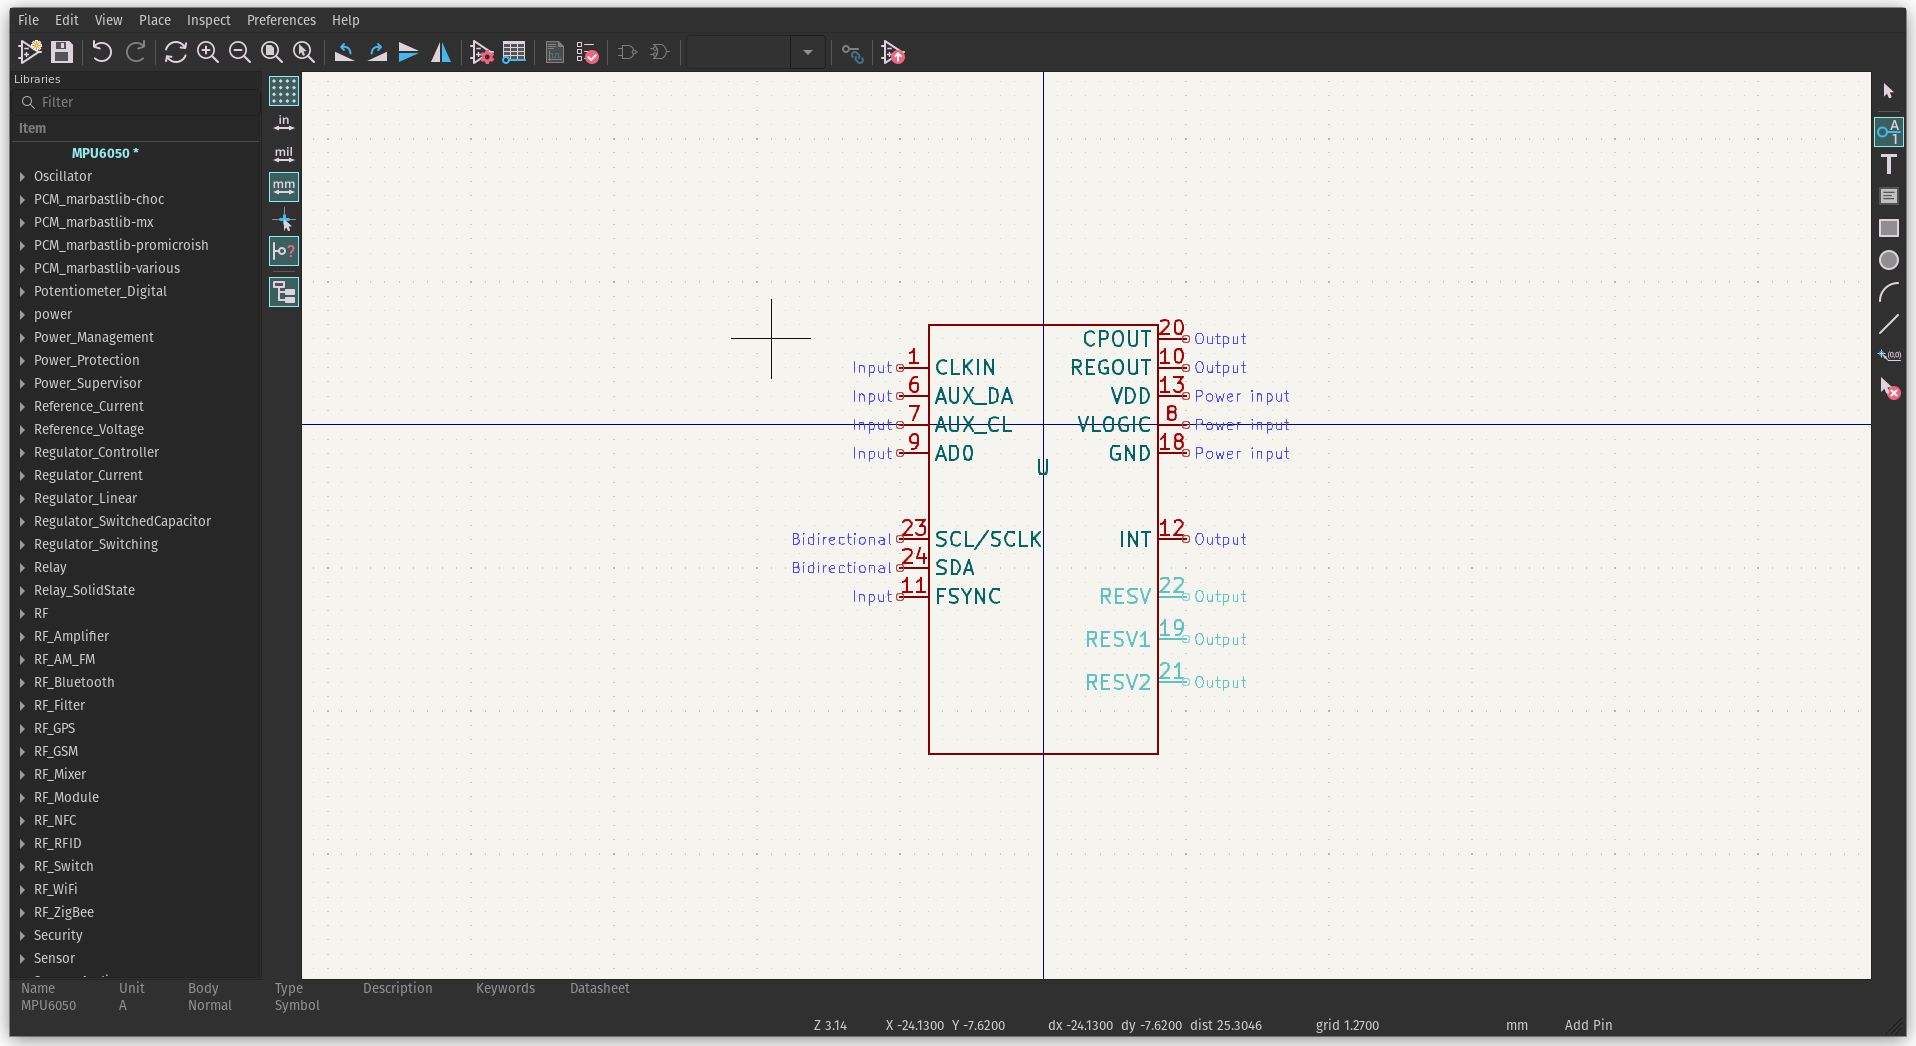 File Edit View Place Inspect Preferences Help
Libraries
Filter
Item
MPU6050 *
Oscillator
PCM_marbastlib-choc
PCM_marbastlib-mx
PCM_marbastlib-promicroish
PCM_marbastlib-various
Potentiometer_Digital
power
Power_Management
Power_Protection
Power_Supervisor
Reference_Current
Reference_Voltage
Regulator_Controller
Regulator_Current
Regulator_Linear
Regulator_SwitchedCapacitor
Regulator_Switching
Relay
Relay_SolidState
RF
RF_Amplifier
RF_AM_FM
RF_Bluetooth
RF_Filter
RF_GPS
RF_GSM
RF_Mixer
RF_Module
RF_NFC
RF_RFID
RF_Switch
RF_WiFi
RF_ZigBee
Security
Sensor
in
mil
mm
CPOUT 20 Output
Input 1 CLKIN REGOUT 10 Output
Input 6 AUX_DA VDD 13 Power input
Input 7 AUX_CL VLOGIC 8 Power input
Input 9 AD0 GND 18 Power input
U
Bidirectional 23 SCL/SCLK INT 12 Output
Bidirectional 24 SDA
Input 11 FSYNC RESV 22 Output
RESV1 19 Output
RESV2 21 Output
A
1
T
(0,0)
Name Unit Body Type Description Keywords Datasheet
MPU6050 A Normal Symbol
Z 3.14 X -24.1300 Y -7.6200 dx -24.1300 dy -7.6200 dist 25.3046 grid 1.2700 mm Add Pin